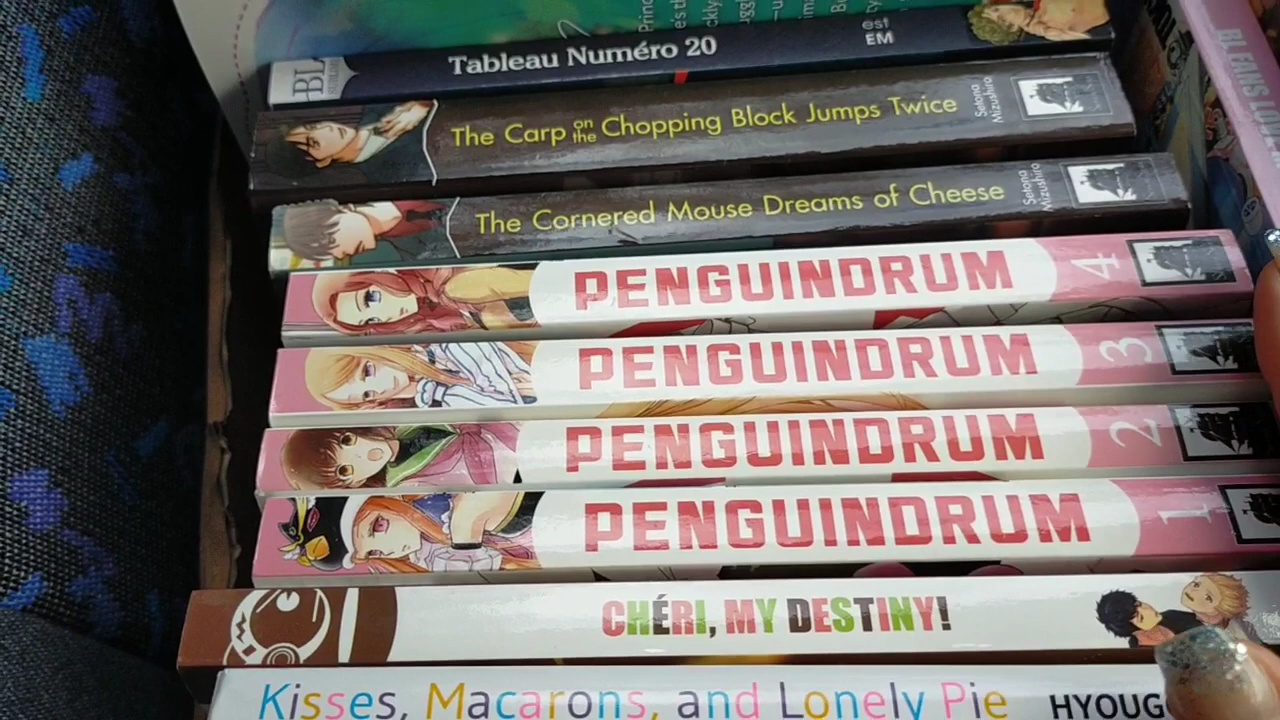 BL
Tableau Numéro 20
est
EM
The Carp on the Chopping Block Jumps Twice
Setona
Mizushiro
The Cornered Mouse Dreams of Cheese
Setona
Mizushiro
PENGUINDRUM 4
PENGUINDRUM 3
PENGUINDRUM 2
PENGUINDRUM 1
CHÉRI, MY DESTINY!
Kisses, Macarons, and Lonely Pie